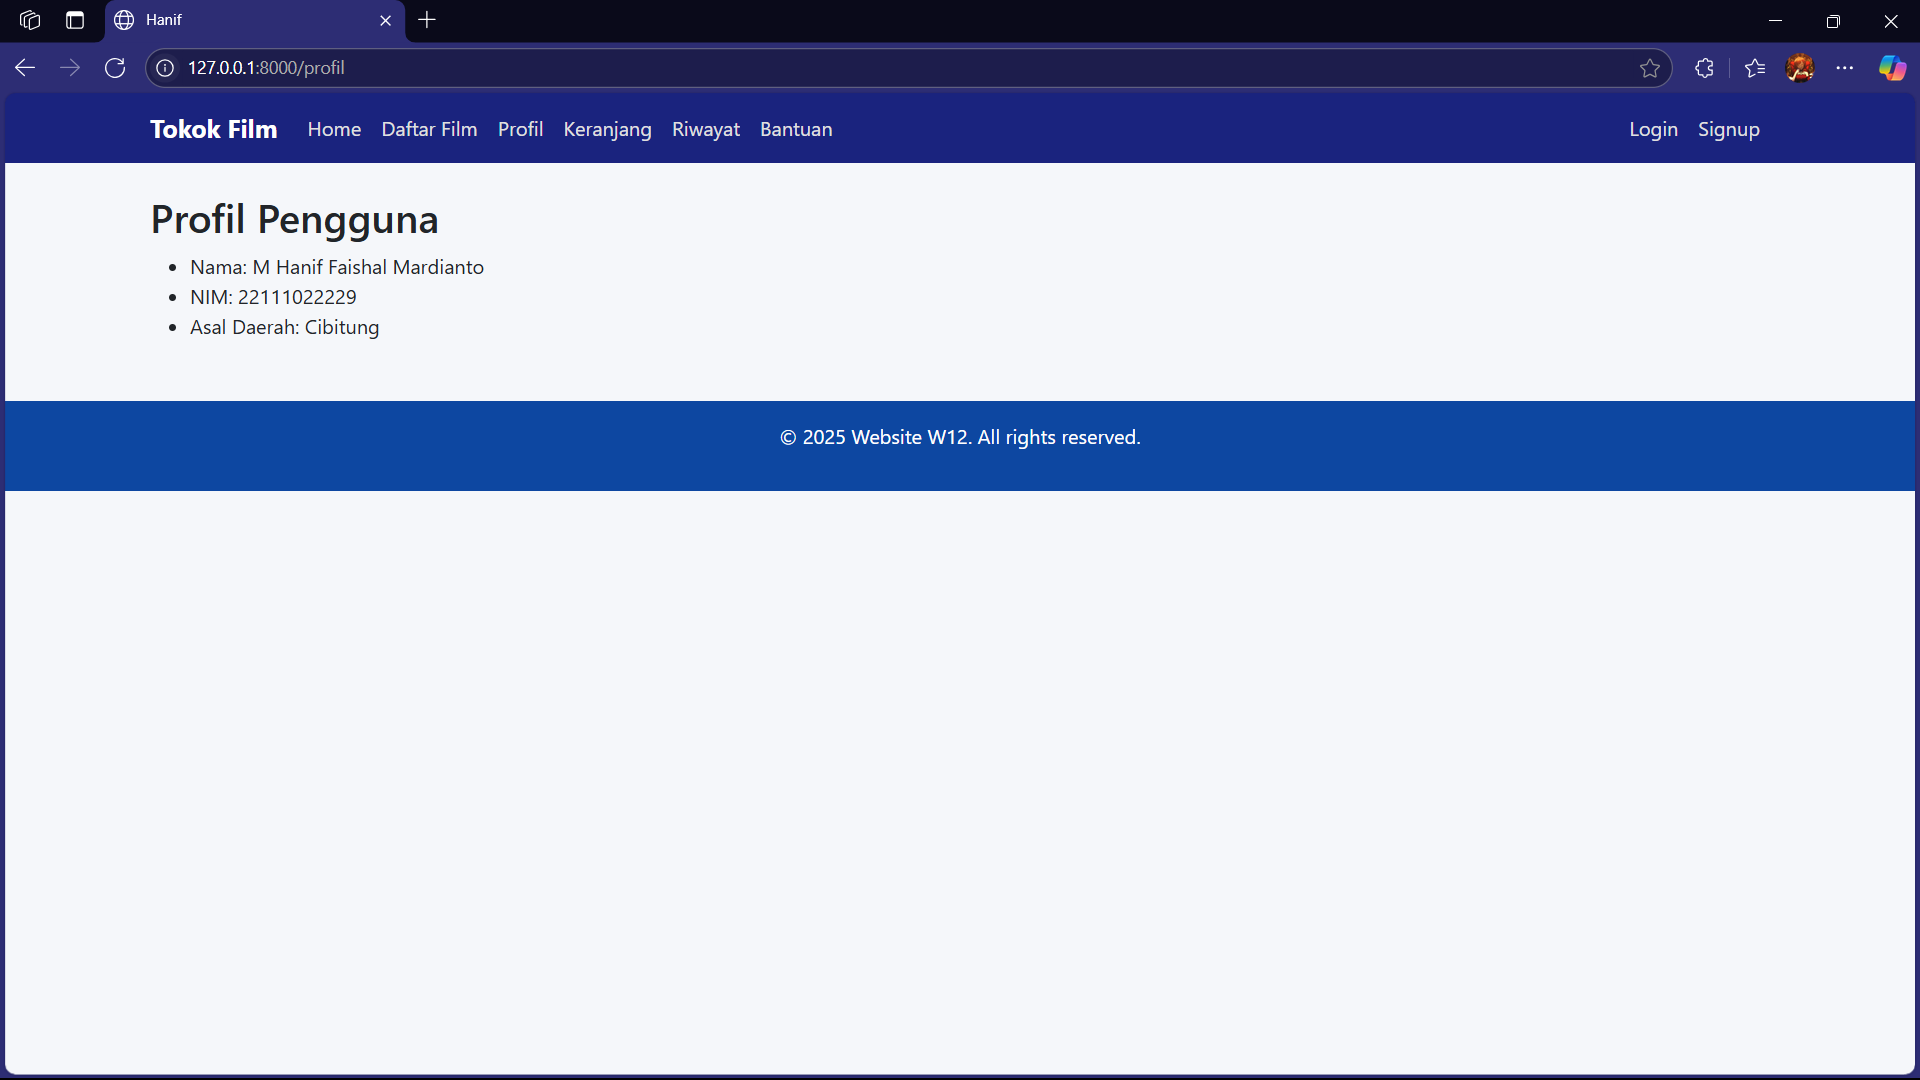 Hanif
127.0.0.1:8000/profil
Tokok Film Home Daftar Film Profil Keranjang Riwayat Bantuan Login Signup
Profil Pengguna
• Nama: M Hanif Faishal Mardianto
• NIM: 22111022229
• Asal Daerah: Cibitung
© 2025 Website W12. All rights reserved.